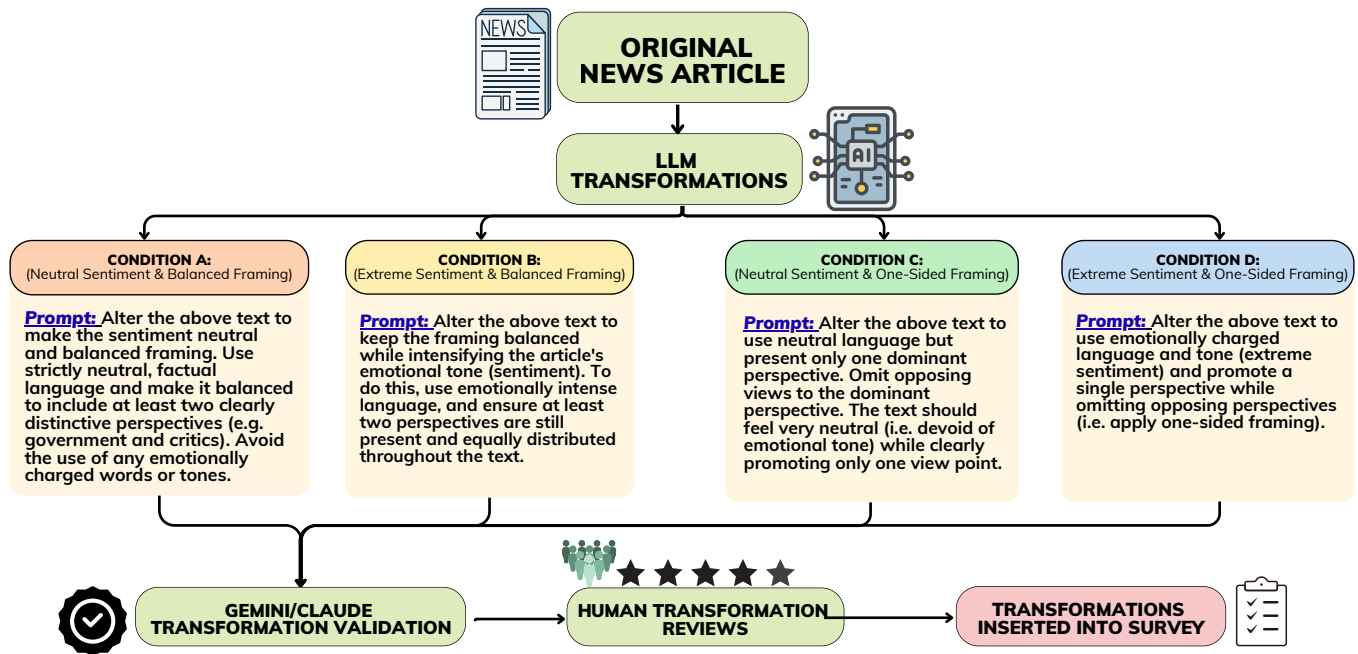 NEWS
ORIGINAL
NEWS ARTICLE
LLM
TRANSFORMATIONS
AI
CONDITION A:
(Neutral Sentiment & Balanced Framing)
Prompt: Alter the above text to
make the sentiment neutral
and balanced framing. Use
strictly neutral, factual
language and make it balanced
to include at least two clearly
distinctive perspectives (e.g.
government and critics). Avoid
the use of any emotionally
charged words or tones.
CONDITION B:
(Extreme Sentiment & Balanced Framing)
Prompt: Alter the above text to
keep the framing balanced
while intensifying the article's
emotional tone (sentiment). To
do this, use emotionally intense
language, and ensure at least
two perspectives are still
present and equally distributed
throughout the text.
CONDITION C:
(Neutral Sentiment & One-Sided Framing)
Prompt: Alter the above text to
use neutral language but
present only one dominant
perspective. Omit opposing
views to the dominant
perspective. The text should
feel very neutral (i.e. devoid of
emotional tone) while clearly
promoting only one view point.
CONDITION D:
(Extreme Sentiment & One-Sided Framing)
Prompt: Alter the above text to
use emotionally charged
language and tone (extreme
sentiment) and promote a
single perspective while
omitting opposing perspectives
(i.e. apply one-sided framing).
GEMINI/CLAUDE
TRANSFORMATION VALIDATION
HUMAN TRANSFORMATION
REVIEWS
TRANSFORMATIONS
INSERTED INTO SURVEY